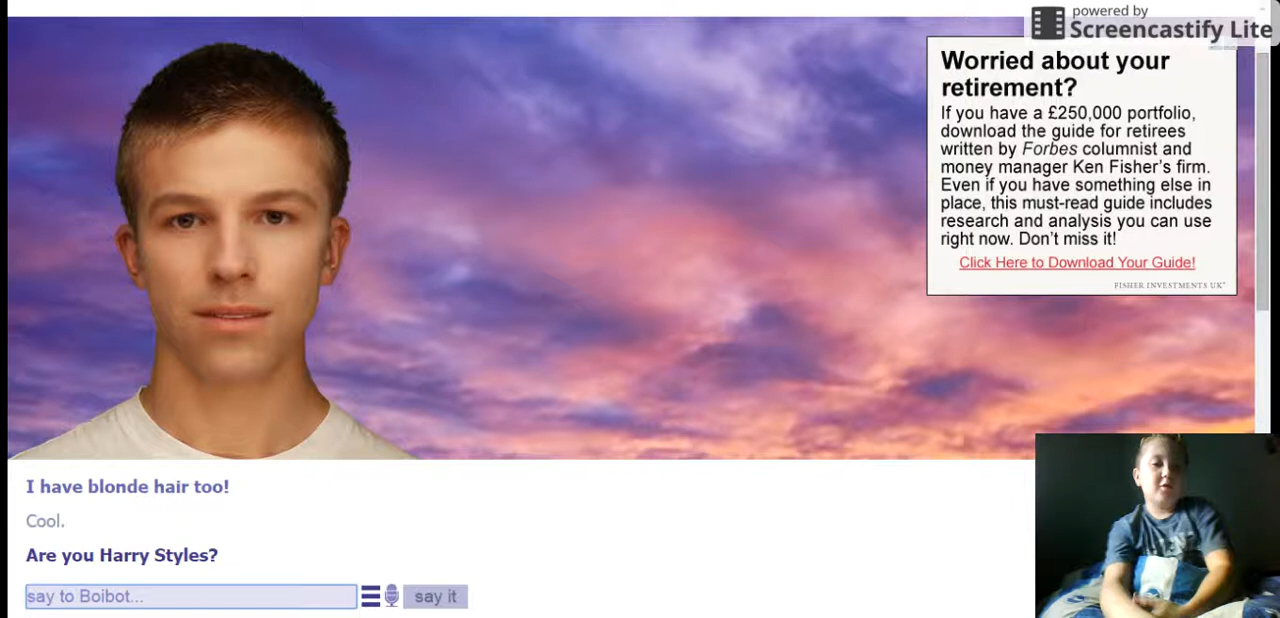 powered by
Screencastify Lite
Worried about your
retirement?
If you have a £250,000 portfolio,
download the guide for retirees
written by Forbes columnist and
money manager Ken Fisher's firm.
Even if you have something else in
place, this must-read guide includes
research and analysis you can use
right now. Don't miss it!
Click Here to Download Your Guide!
FISHER INVESTMENTS UK
I have blonde hair too!
Cool.
Are you Harry Styles?
say to Boibot...
say it